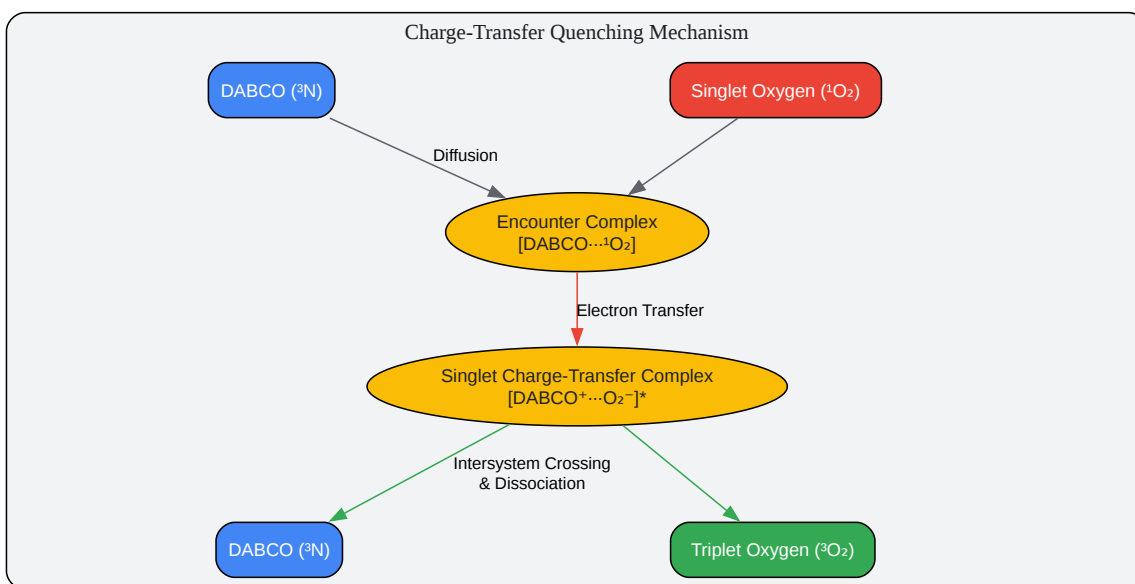 Charge-Transfer Quenching Mechanism
DABCO (³N)
Singlet Oxygen (¹O₂)
Diffusion
Encounter Complex
[DABCO···¹O₂]
Electron Transfer
Singlet Charge-Transfer Complex
[DABCO⁺···O₂⁻]*
Intersystem Crossing
& Dissociation
DABCO (³N)
Triplet Oxygen (³O₂)